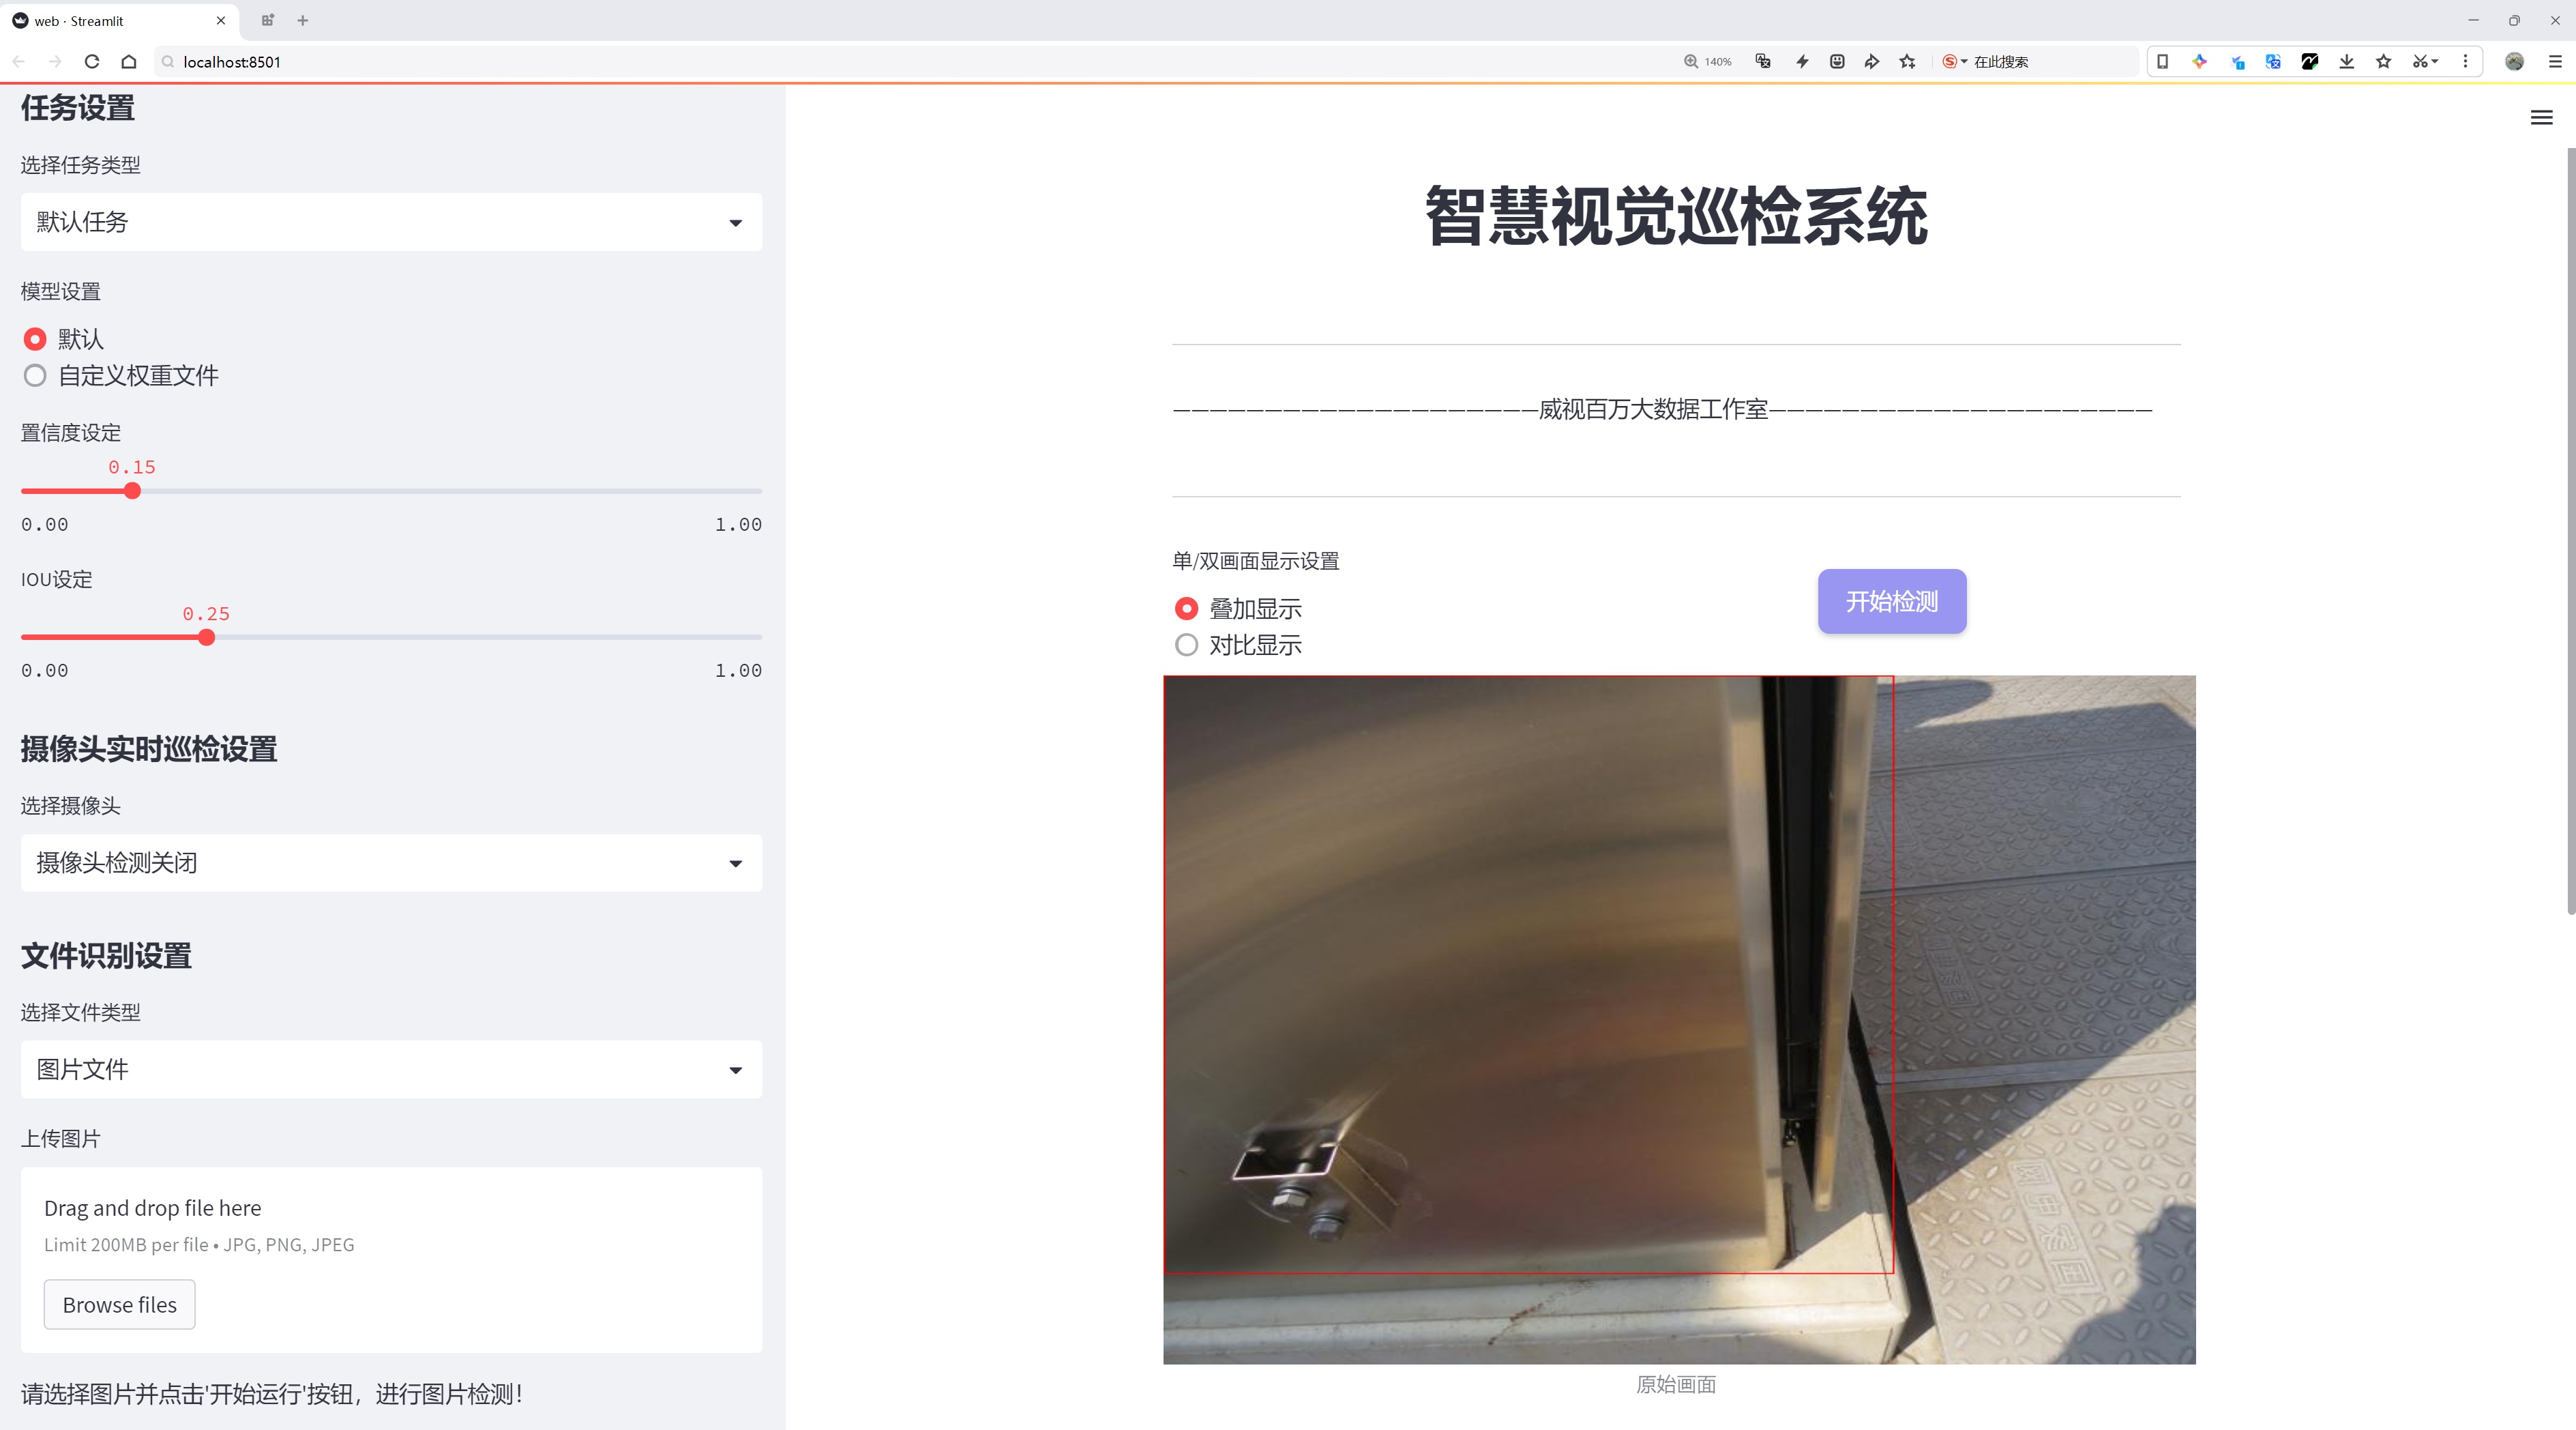 web · Streamlit
localhost:8501
140%
在此搜索
任务设置
选择任务类型
默认任务
模型设置
默认
自定义权重文件
置信度设定
0.15
0.00
1.00
IOU设定
0.25
0.00
1.00
摄像头实时巡检设置
选择摄像头
摄像头检测关闭
文件识别设置
选择文件类型
图片文件
上传图片
Drag and drop file here
Limit 200MB per file • JPG, PNG, JPEG
Browse files
请选择图片并点击'开始运行'按钮，进行图片检测！
智慧视觉巡检系统
————————————————————威视百万大数据工作室—————————————————————
单/双画面显示设置
叠加显示
对比显示
开始检测
国家电网
原始画面